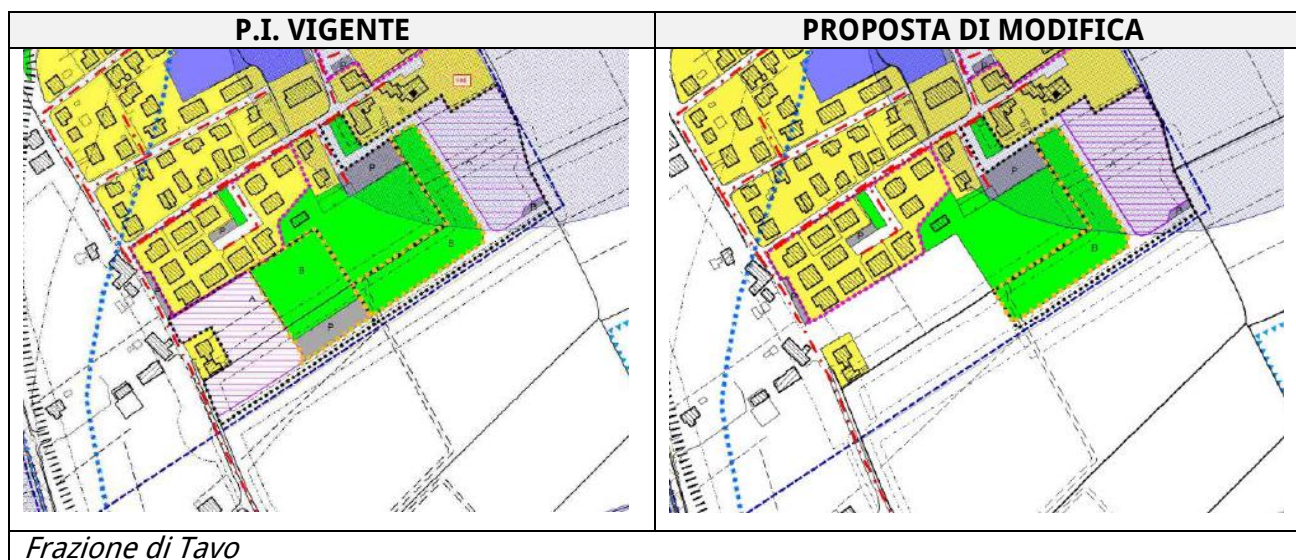 P.I. VIGENTE
PROPOSTA DI MODIFICA
P
P
B
B
A
P
P
P
B
Frazione di Tavo